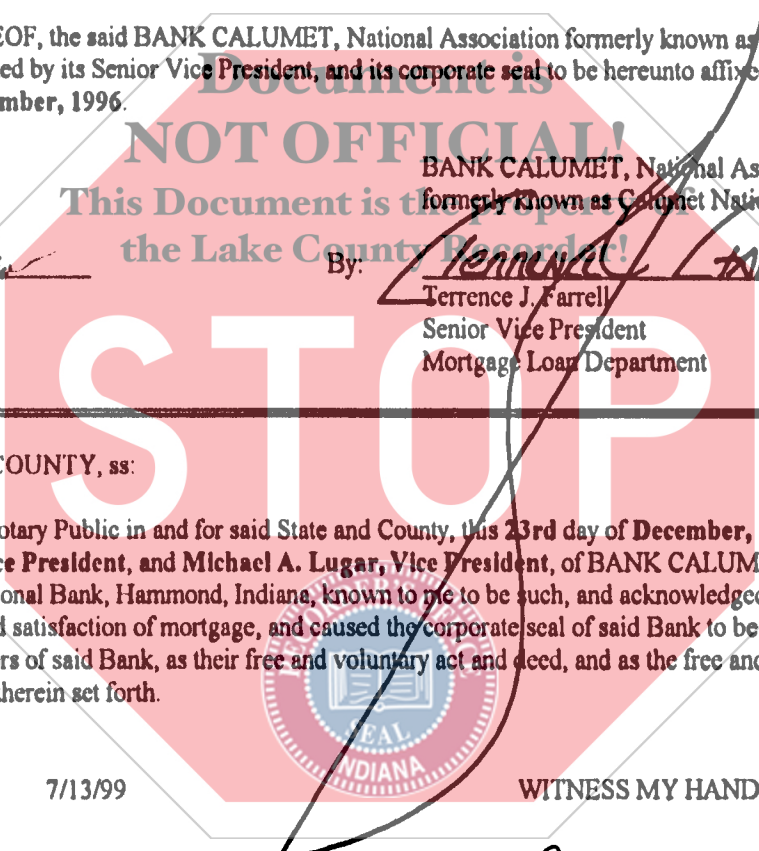 EOF, the said BANK CALUMET, National Association formerly known as
ed by its Senior Vice President, and its corporate seal to be hereunto affixe
mber, 1996.
Document is
NOT OFFICIAL!
This Document is the property of
the Lake County Recorder!
BANK CALUMET, National As
formerly known as Calumet Nati
By:
Terrence J. Farrell
Senior Vice President
Mortgage Loan Department
STOP
COUNTY, ss:
otary Public in and for said State and County, this 23rd day of December,
ce President, and Michael A. Lugar, Vice President, of BANK CALUM
onal Bank, Hammond, Indiana, known to me to be such, and acknowledged
d satisfaction of mortgage, and caused the corporate seal of said Bank to be
rs of said Bank, as their free and voluntary act and deed, and as the free and
therein set forth.
RECORDER'S OFFICE
SEAL
INDIANA
7/13/99
WITNESS MY HAND